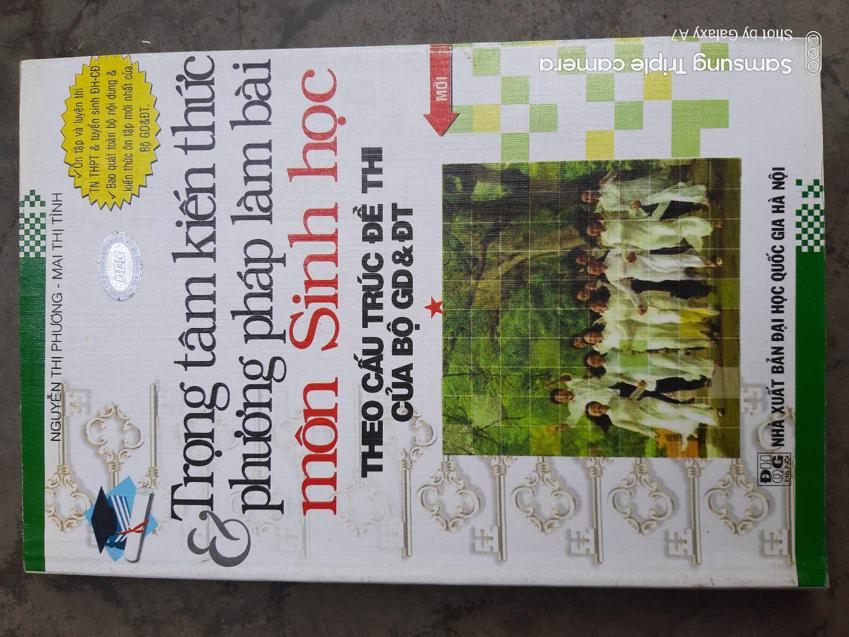 NGUYỄN THỊ PHƯƠNG - MAI THỊ TÌNH
✓ Ôn tập và luyện thi
TN THPT & tuyển sinh ĐH-CĐ.
✓ Bao quát toàn bộ nội dung &
kiến thức ôn tập mới nhất của
Bộ GD&ĐT.
Trọng tâm kiến thức
& phương pháp làm bài
môn Sinh học
THEO CẤU TRÚC ĐỀ THI
CỦA BỘ GD&ĐT
MỚI
NHÀ XUẤT BẢN ĐẠI HỌC QUỐC GIA HÀ NỘI
Samsung Triple camera
Shot by Galaxy A7